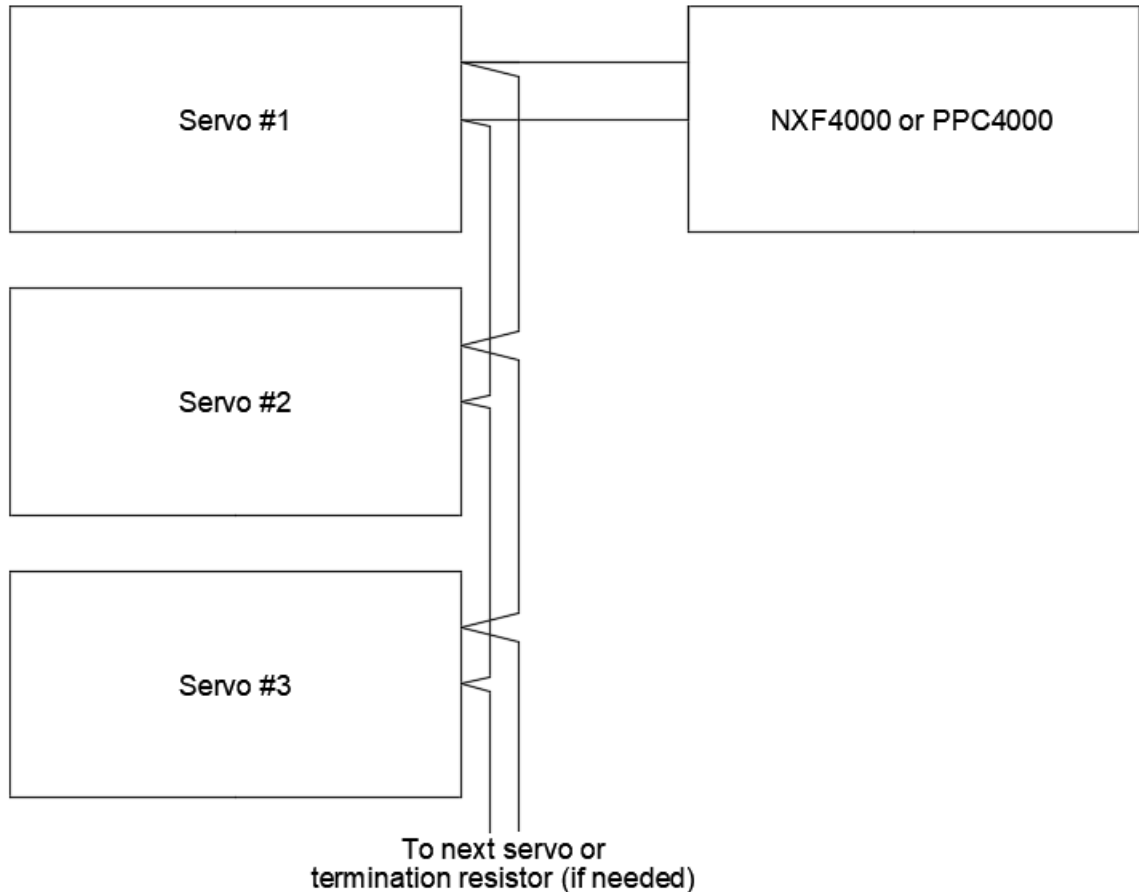 Servo #1
NXF4000 or PPC4000
Servo #2
Servo #3
To next servo or
termination resistor (if needed)